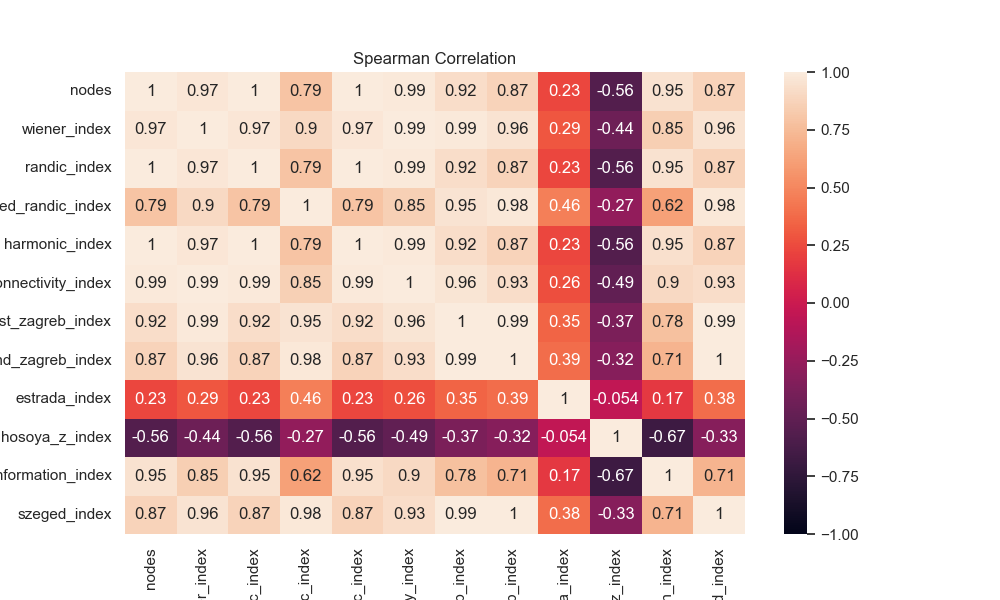 Spearman Correlation
nodes 1 0.97 1 0.79 1 0.99 0.92 0.87 0.23 -0.56 0.95 0.87
wiener_index 0.97 1 0.97 0.9 0.97 0.99 0.99 0.96 0.29 -0.44 0.85 0.96
randic_index 1 0.97 1 0.79 1 0.99 0.92 0.87 0.23 -0.56 0.95 0.87
ed_randic_index 0.79 0.9 0.79 1 0.79 0.85 0.95 0.98 0.46 -0.27 0.62 0.98
harmonic_index 1 0.97 1 0.79 1 0.99 0.92 0.87 0.23 -0.56 0.95 0.87
onnectivity_index 0.99 0.99 0.99 0.85 0.99 1 0.96 0.93 0.26 -0.49 0.9 0.93
st_zagreb_index 0.92 0.99 0.92 0.95 0.92 0.96 1 0.99 0.35 -0.37 0.78 0.99
nd_zagreb_index 0.87 0.96 0.87 0.98 0.87 0.93 0.99 1 0.39 -0.32 0.71 1
estrada_index 0.23 0.29 0.23 0.46 0.23 0.26 0.35 0.39 1 -0.054 0.17 0.38
hosoya_z_index -0.56 -0.44 -0.56 -0.27 -0.56 -0.49 -0.37 -0.32 -0.054 1 -0.67 -0.33
nformation_index 0.95 0.85 0.95 0.62 0.95 0.9 0.78 0.71 0.17 -0.67 1 0.71
szeged_index 0.87 0.96 0.87 0.98 0.87 0.93 0.99 1 0.38 -0.33 0.71 1
nodes
r_index
c_index
c_index
c_index
y_index
b_index
b_index
a_index
z_index
n_index
d_index
1.00
0.75
0.50
0.25
0.00
−0.25
−0.50
−0.75
−1.00